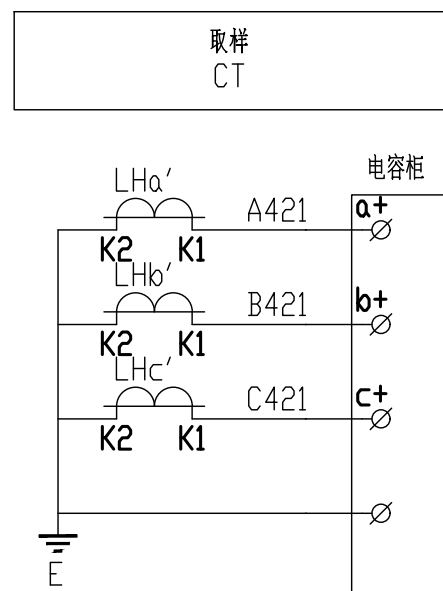 取样
CT
电容柜
LHa′
A421
a+
K2
K1
LHb′
B421
b+
K2
K1
LHc′
C421
c+
K2
K1
E